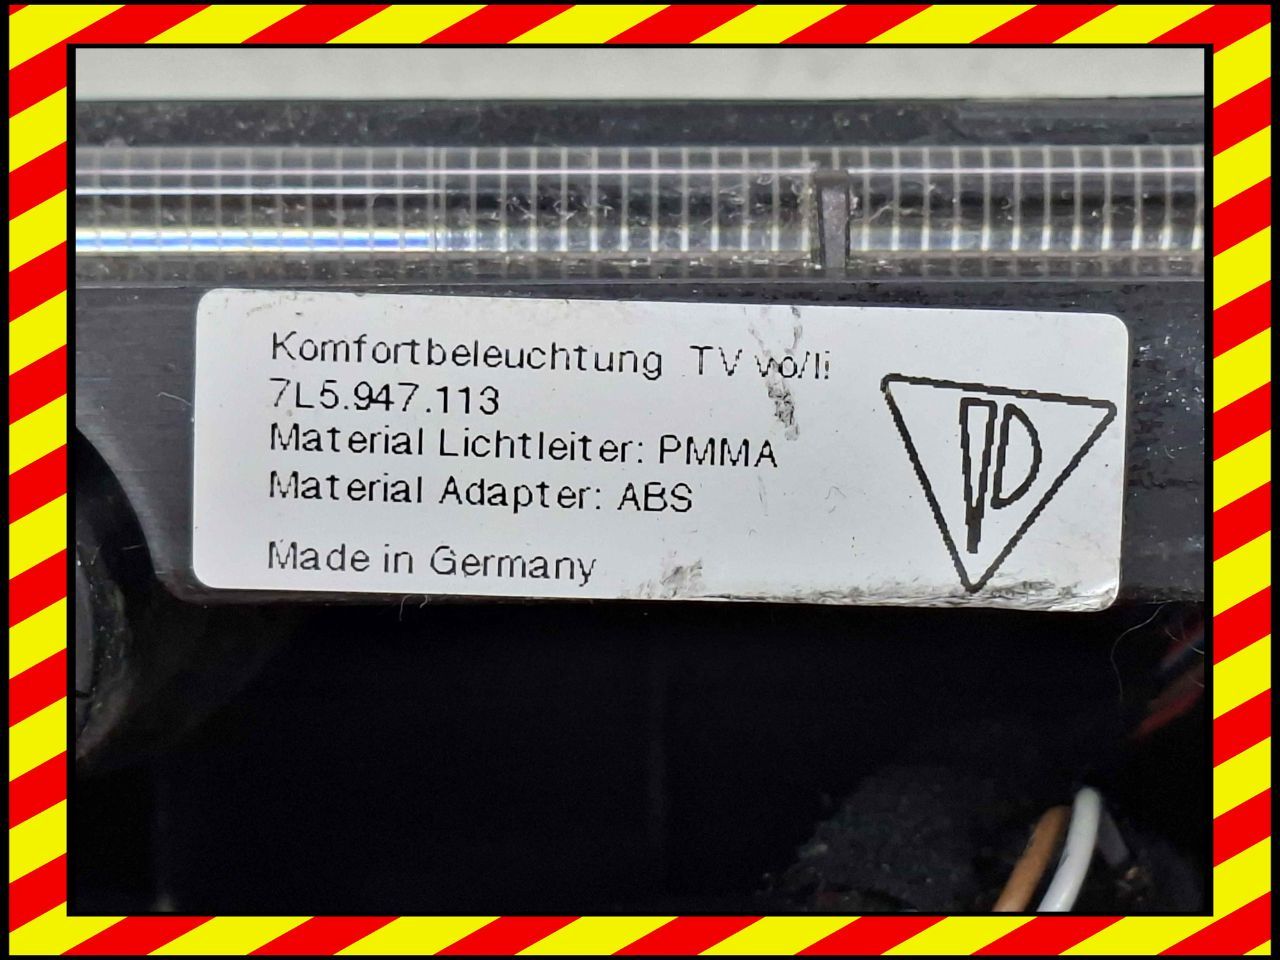 Komfortbeleuchtung TV vo/li
7L5.947.113
Material Lichtleiter: PMMA
Material Adapter: ABS
Made in Germany